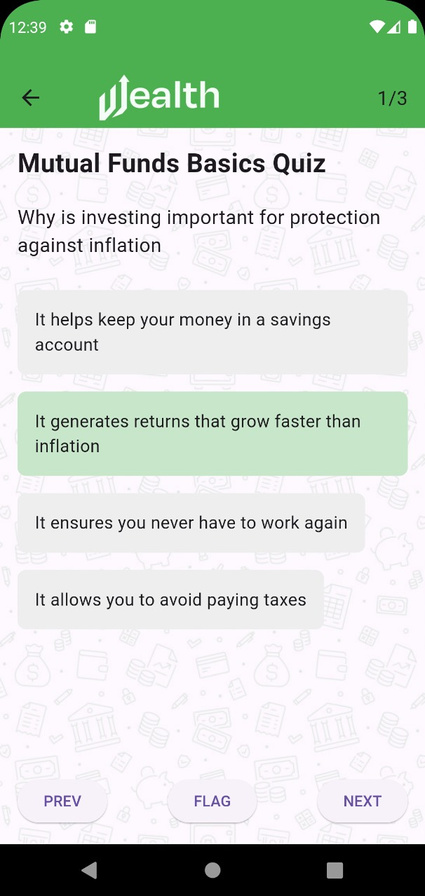 12:39
Wealth
1/3
Mutual Funds Basics Quiz
Why is investing important for protection
against inflation
It helps keep your money in a savings
account
It generates returns that grow faster than
inflation
It ensures you never have to work again
It allows you to avoid paying taxes
PREV
FLAG
NEXT